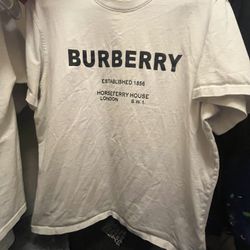 BURBERRY
ESTABLISHED 1856
HORSEFERRY HOUSE
LONDON S.W.1.